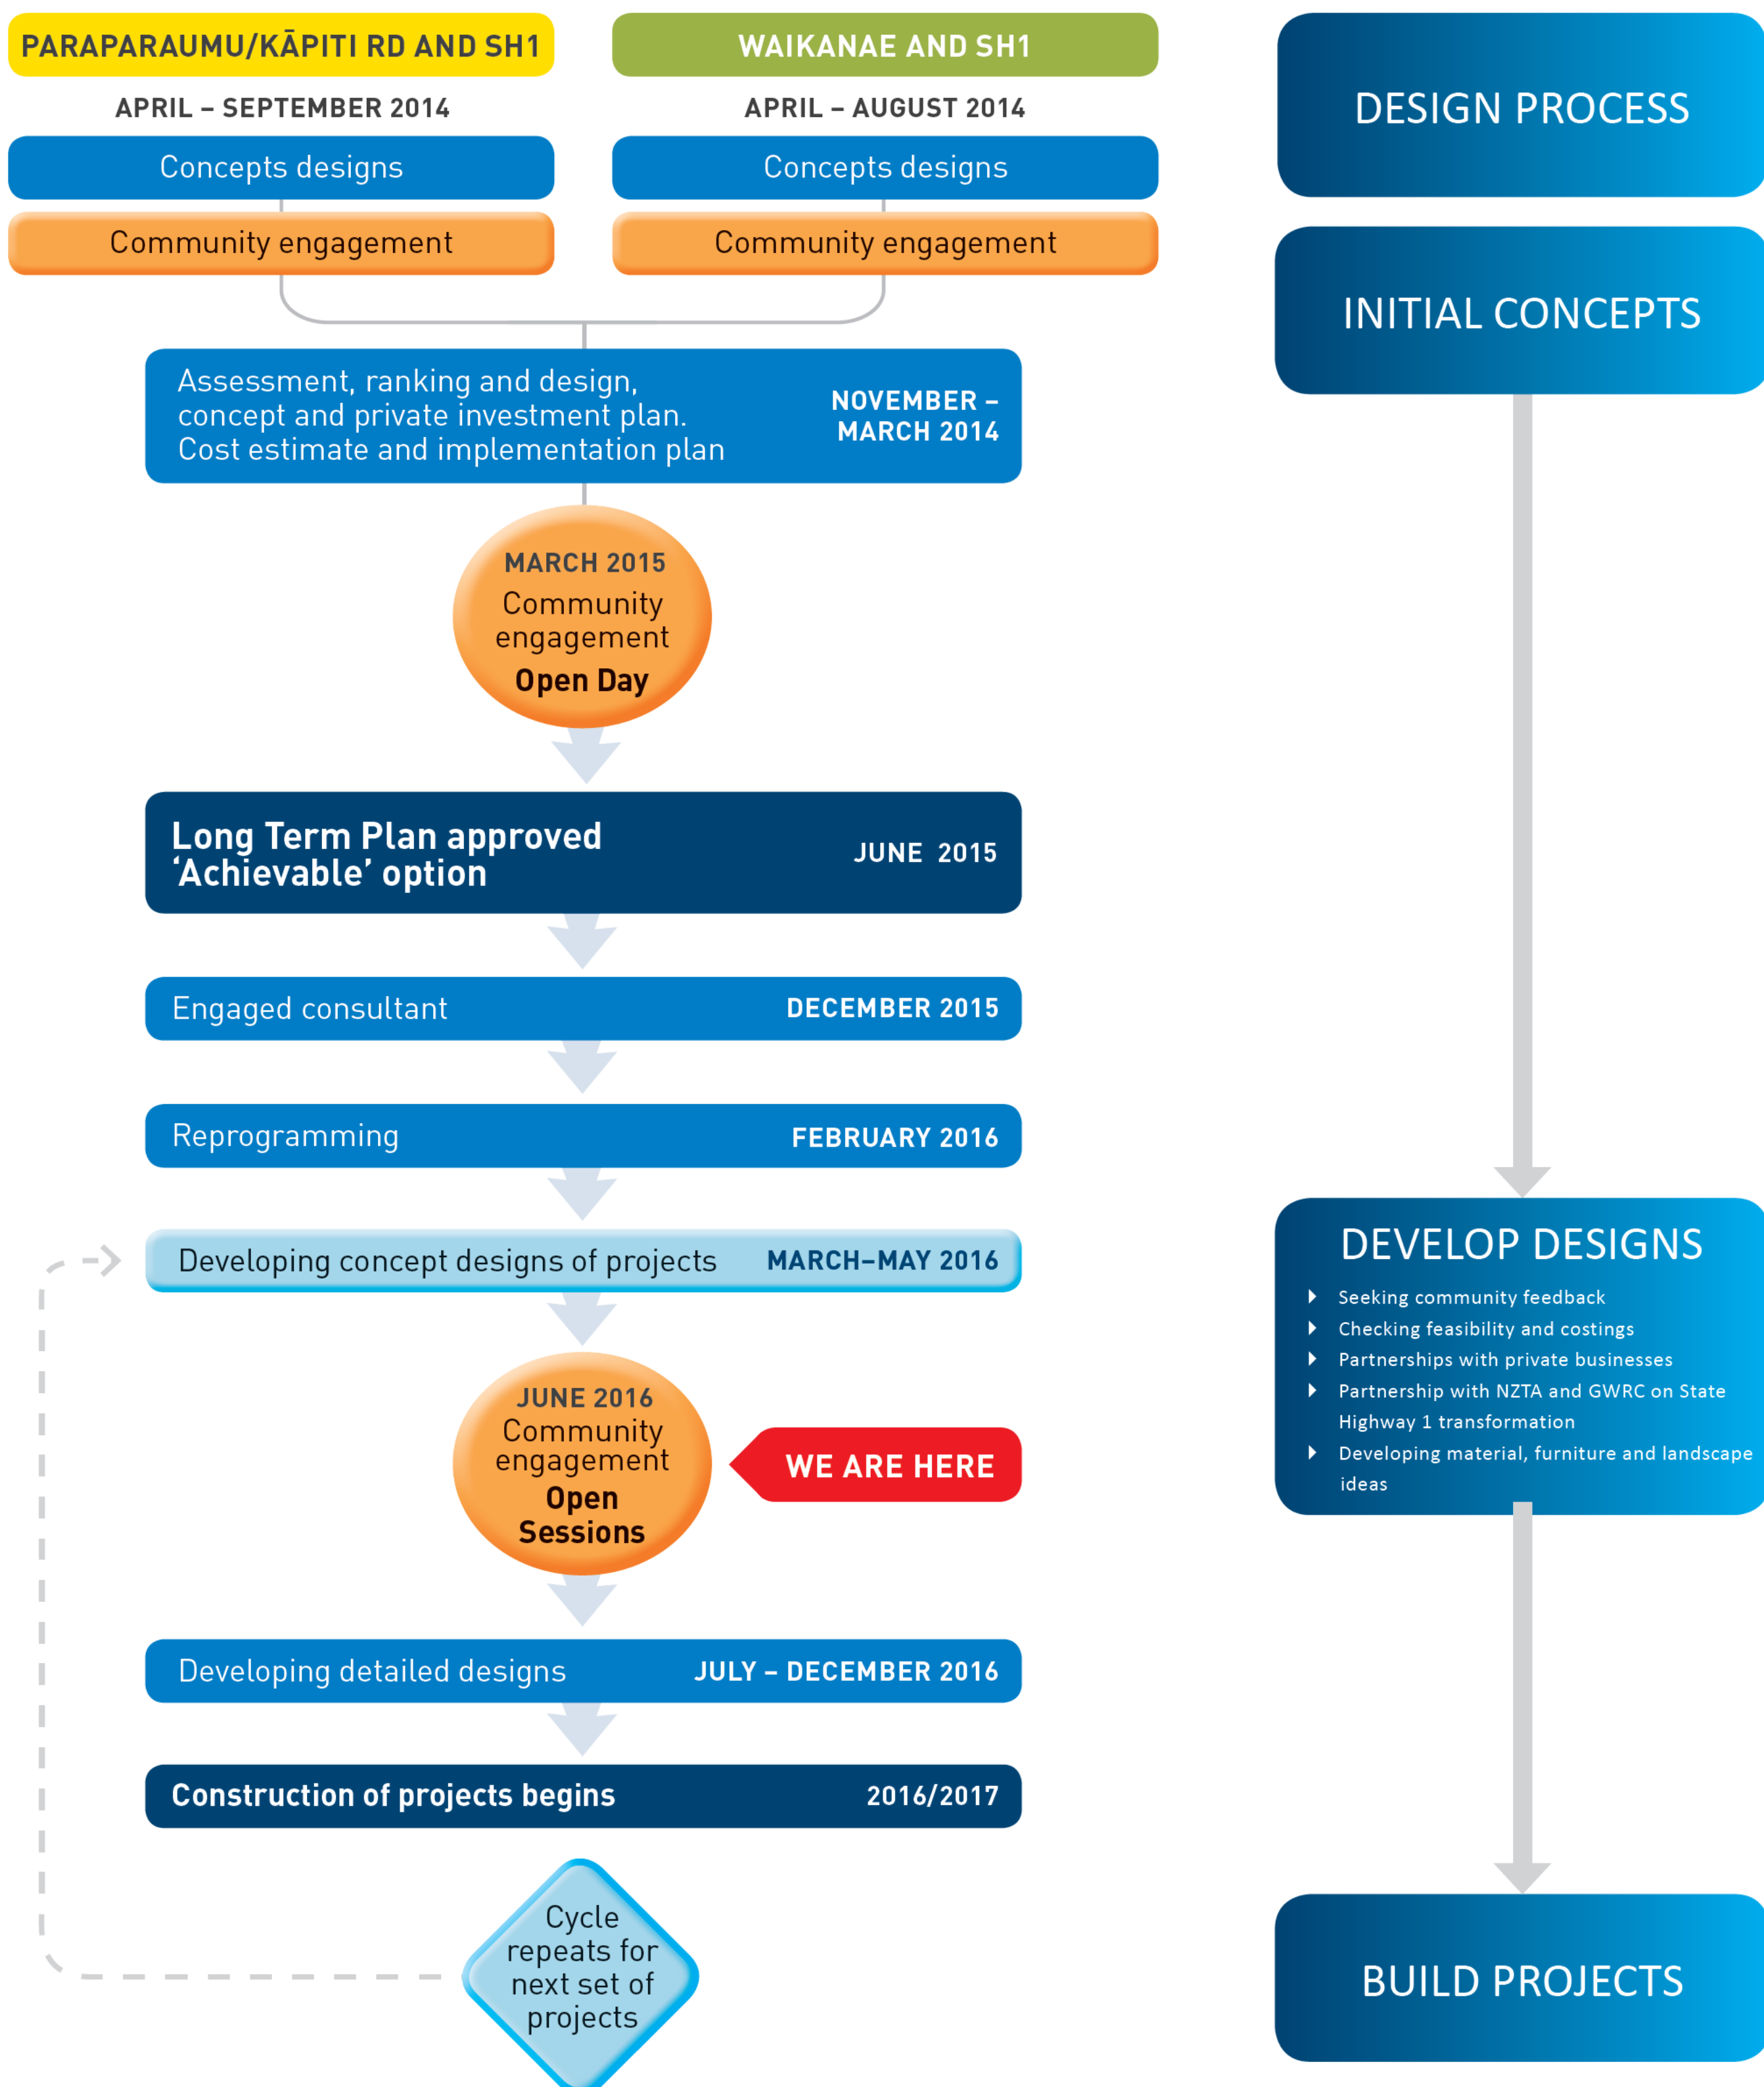 PARAPARAUMU/KĀPITI RD AND SH1
APRIL – SEPTEMBER 2014
Concepts designs
Community engagement
WAIKANAE AND SH1
APRIL – AUGUST 2014
Concepts designs
Community engagement
Assessment, ranking and design,
concept and private investment plan.
Cost estimate and implementation plan
NOVEMBER –
MARCH 2014
MARCH 2015
Community
engagement
Open Day
Long Term Plan approved
‘Achievable’ option
JUNE 2015
Engaged consultant
DECEMBER 2015
Reprogramming
FEBRUARY 2016
Developing concept designs of projects
MARCH–MAY 2016
JUNE 2016
Community
engagement
Open
Sessions
WE ARE HERE
Developing detailed designs
JULY – DECEMBER 2016
Construction of projects begins
2016/2017
Cycle
repeats for
next set of
projects
DESIGN PROCESS
INITIAL CONCEPTS
DEVELOP DESIGNS
Seeking community feedback
Checking feasibility and costings
Partnerships with private businesses
Partnership with NZTA and GWRC on State
Highway 1 transformation
Developing material, furniture and landscape
ideas
BUILD PROJECTS